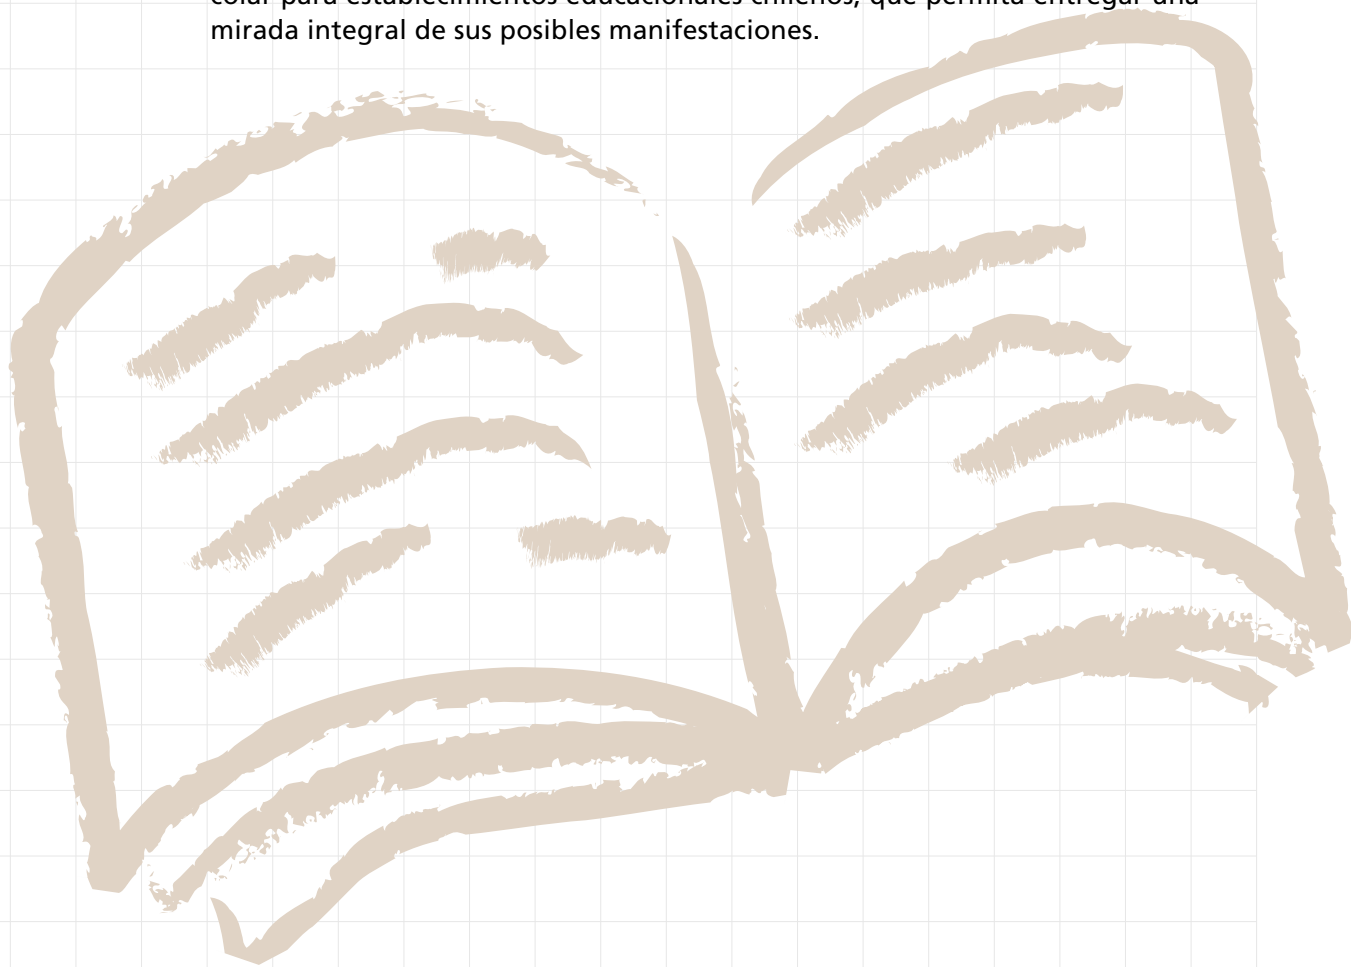 colar para establecimientos educacionales chilenos, que permita entregar una
mirada integral de sus posibles manifestaciones.